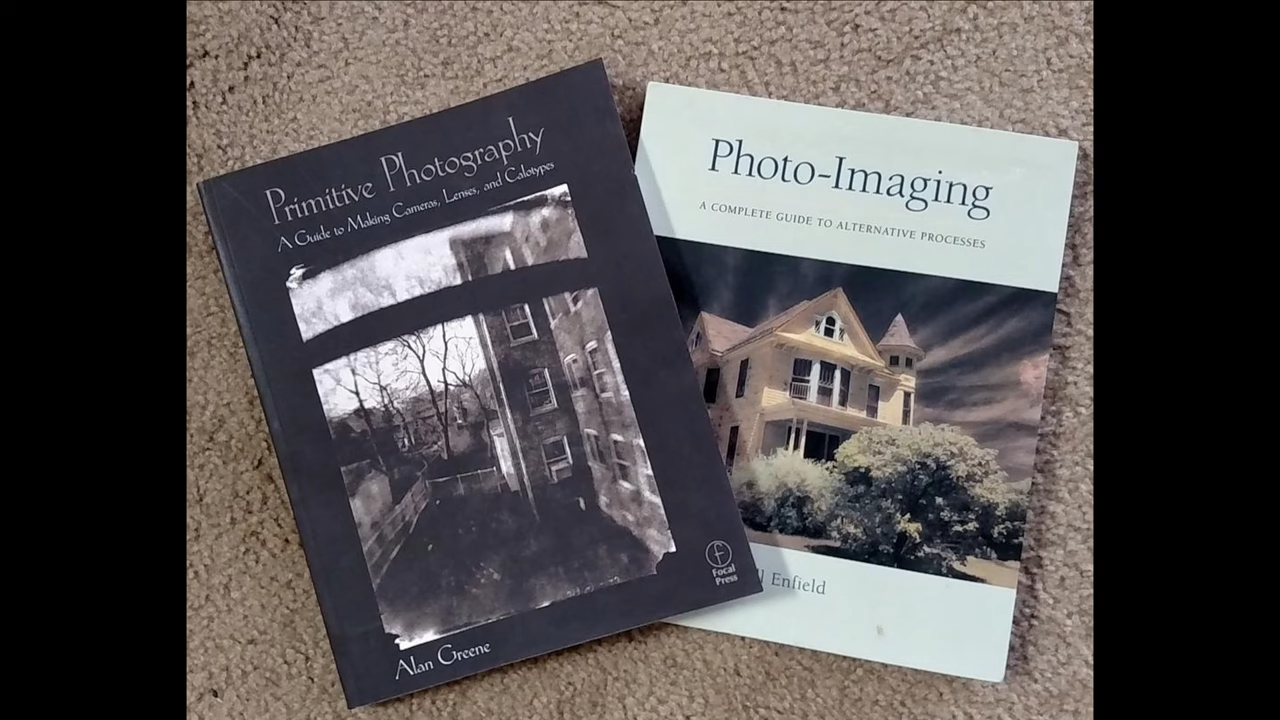 Primitive Photography
A Guide to Making Cameras, Lenses, and Calotypes
f
Focal
Press
Alan Greene
Photo-Imaging
A COMPLETE GUIDE TO ALTERNATIVE PROCESSES
Enfield